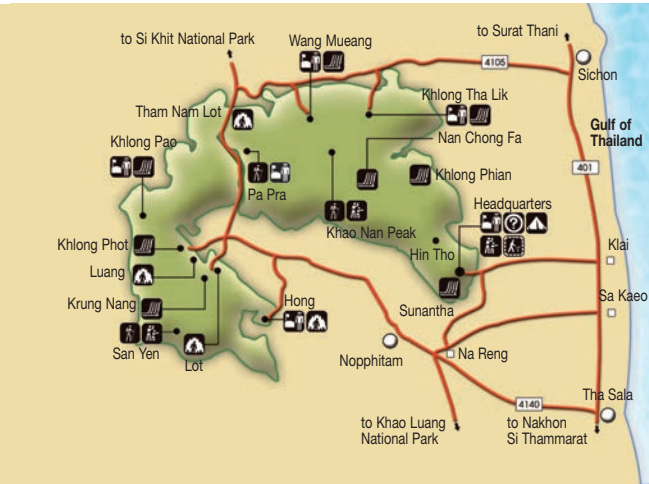 to Si Khit National Park
Wang Mueang
to Surat Thani
4105
Sichon
Khlong Tha Lik
Tham Nam Lot
Gulf of
Thailand
Nan Chong Fa
Khlong Pao
401
Khlong Phian
Pa Pra
Headquarters
?
Khao Nan Peak
Khlong Phot
Hin Tho
Klai
Luang
Krung Nang
Hong
Sunantha
Sa Kaeo
San Yen
Lot
Nopphitam
Na Reng
Tha Sala
4140
to Khao Luang
National Park
to Nakhon
Si Thammarat